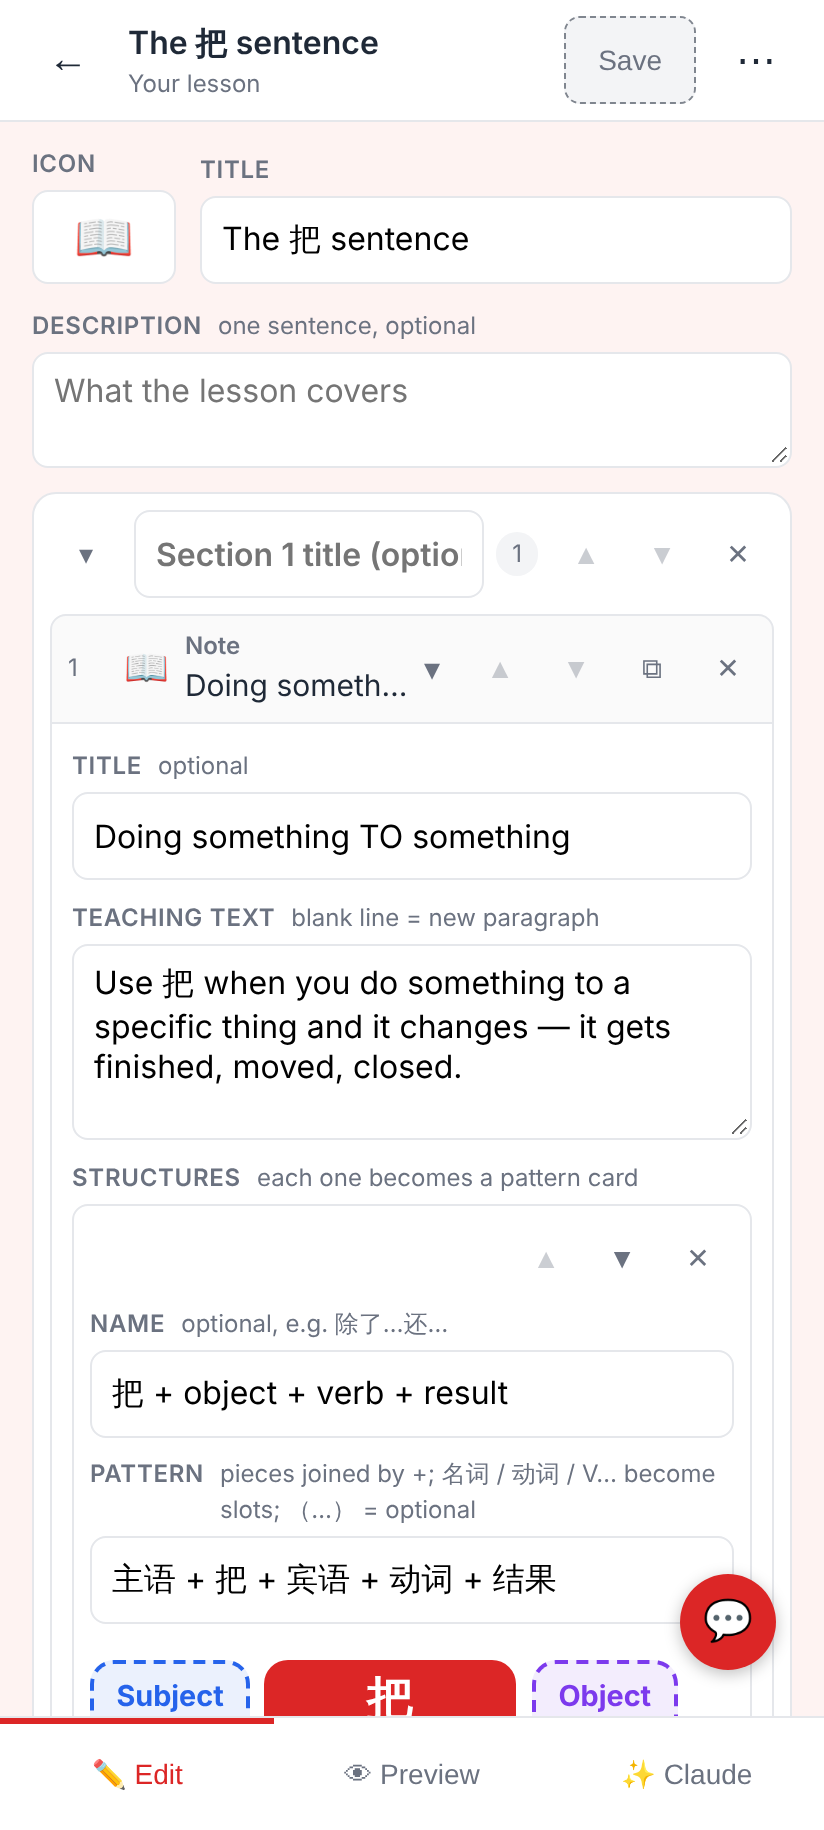 The 把 sentence
Your lesson
Save
ICON
TITLE
The 把 sentence
DESCRIPTION one sentence, optional
What the lesson covers
Section 1 title (optio
1
1
Note
Doing someth...
TITLE optional
Doing something TO something
TEACHING TEXT blank line = new paragraph
Use 把 when you do something to a
specific thing and it changes — it gets
finished, moved, closed.
STRUCTURES each one becomes a pattern card
NAME optional, e.g. 除了...还...
把 + object + verb + result
PATTERN pieces joined by +; 名词 / 动词 / V... become
slots; （...） = optional
主语 + 把 + 宾语 + 动词 + 结果
Subject
把
Object
Edit
Preview
Claude